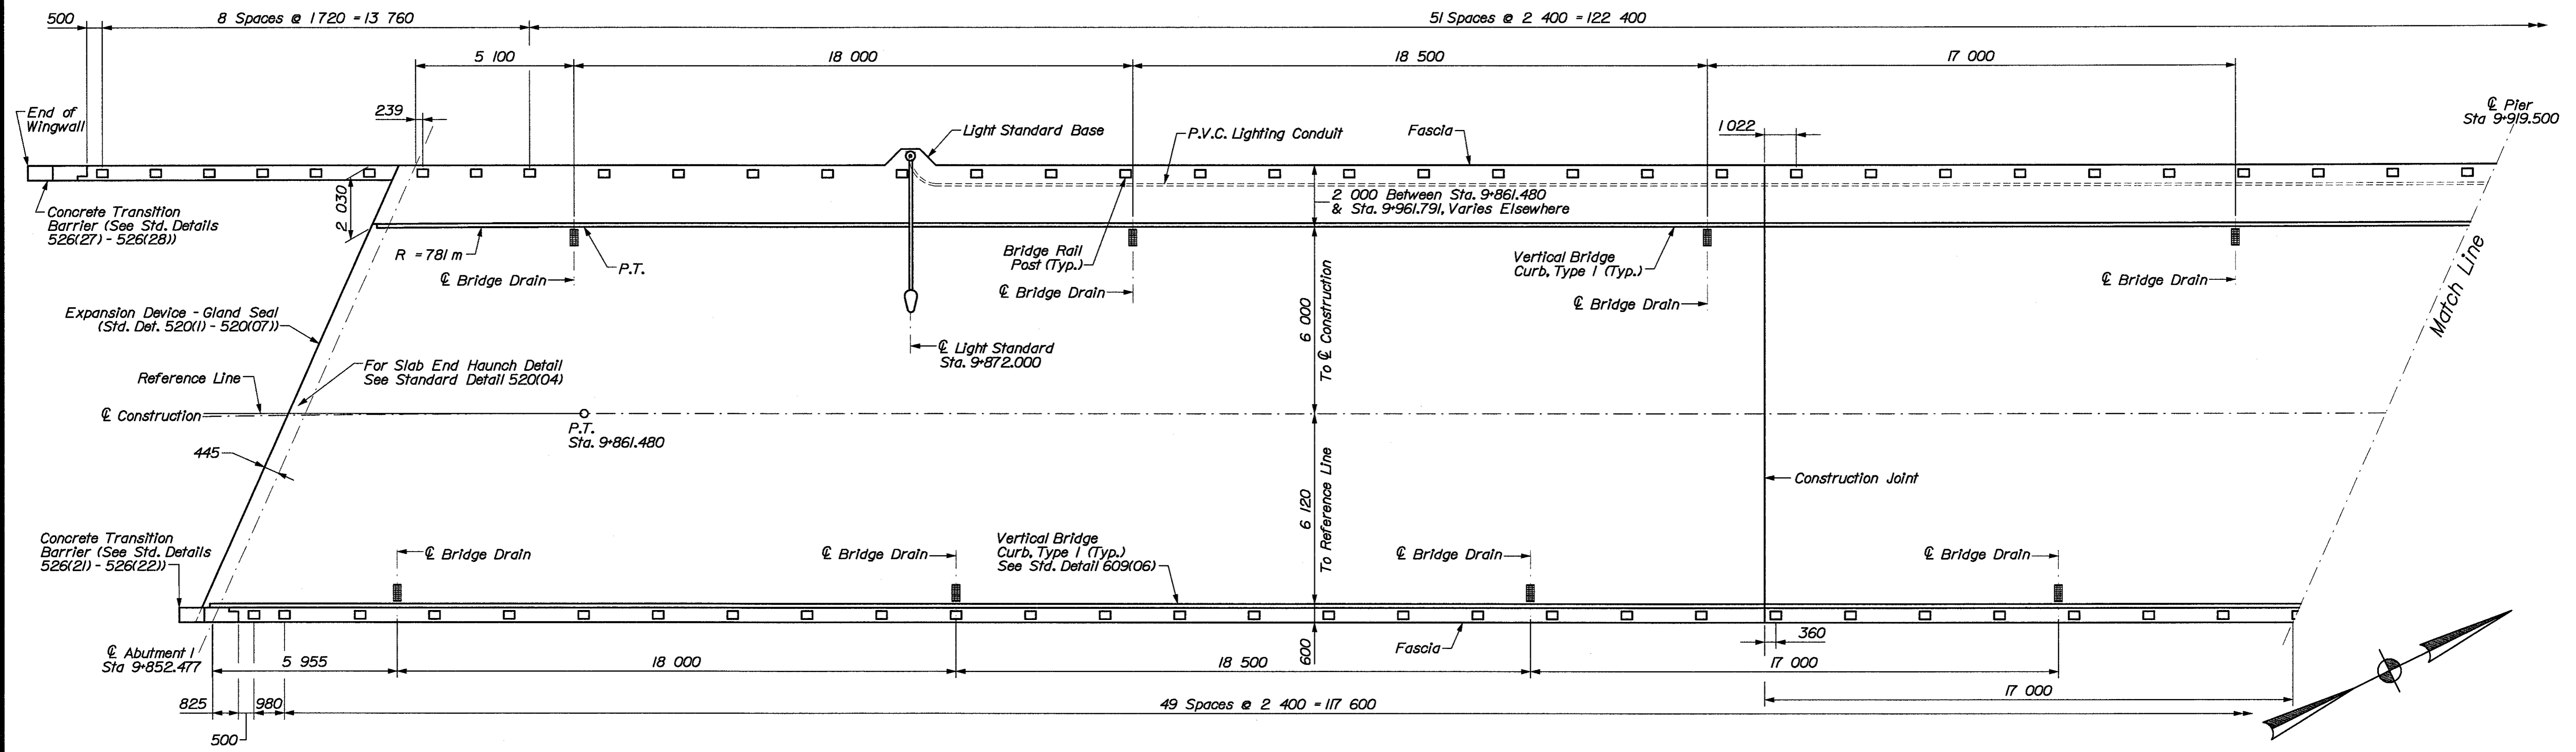 500
8 Spaces @ 1720 = 13 760
51 Spaces @ 2 400 = 122 400
5 100
18 000
18 500
17 000
239
1 022
End of
Wingwall
Light Standard Base
P.V.C. Lighting Conduit
Fascia
℄ Pier
Sta 9+919.500
Concrete Transition
Barrier (See Std. Details
526(27) - 526(28))
2 030
2 000 Between Sta. 9+861.480
& Sta. 9+961.791, Varies Elsewhere
R = 781 m
P.T.
℄ Bridge Drain
Bridge Rail
Post (Typ.)
℄ Bridge Drain
Vertical Bridge
Curb, Type 1 (Typ.)
℄ Bridge Drain
℄ Bridge Drain
Match Line
Expansion Device - Gland Seal
(Std. Det. 520(1) - 520(07))
6 000
To ℄ Construction
℄ Light Standard
Sta. 9+872.000
For Slab End Haunch Detail
See Standard Detail 520(04)
Reference Line
℄ Construction
P.T.
Sta. 9+861.480
445
6 120
To Reference Line
Construction Joint
Concrete Transition
Barrier (See Std. Details
526(21) - 526(22))
℄ Bridge Drain
℄ Bridge Drain
Vertical Bridge
Curb, Type 1 (Typ.)
See Std. Detail 609(06)
℄ Bridge Drain
℄ Bridge Drain
℄ Abutment 1
Sta 9+852.477
5 955
18 000
18 500
600
Fascia
360
17 000
17 000
825
980
49 Spaces @ 2 400 = 117 600
500